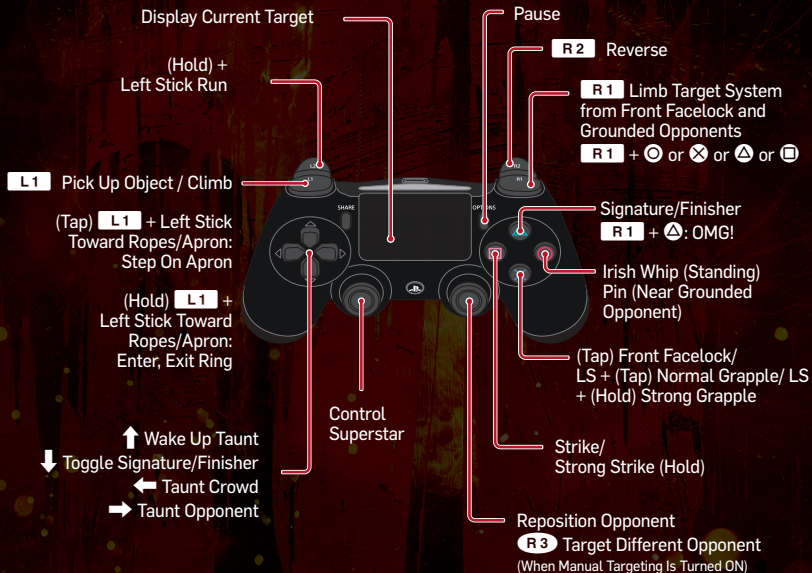 Display Current Target
Pause
R2 Reverse
(Hold) +
Left Stick Run
R1 Limb Target System
from Front Facelock and
Grounded Opponents
R1 + or or or
L1 Pick Up Object / Climb
L2
L1
R2
R1
SHARE
OPTIONS
(Tap) L1 + Left Stick
Toward Ropes/Apron:
Step On Apron
Signature/Finisher
R1 + : OMG!
Irish Whip (Standing)
Pin (Near Grounded
Opponent)
(Hold) L1 +
Left Stick Toward
Ropes/Apron:
Enter, Exit Ring
(Tap) Front Facelock/
LS + (Tap) Normal Grapple/ LS
+ (Hold) Strong Grapple
Control
Superstar
Wake Up Taunt
Toggle Signature/Finisher
Taunt Crowd
Taunt Opponent
Strike/
Strong Strike (Hold)
Reposition Opponent
R3 Target Different Opponent
(When Manual Targeting Is Turned ON)